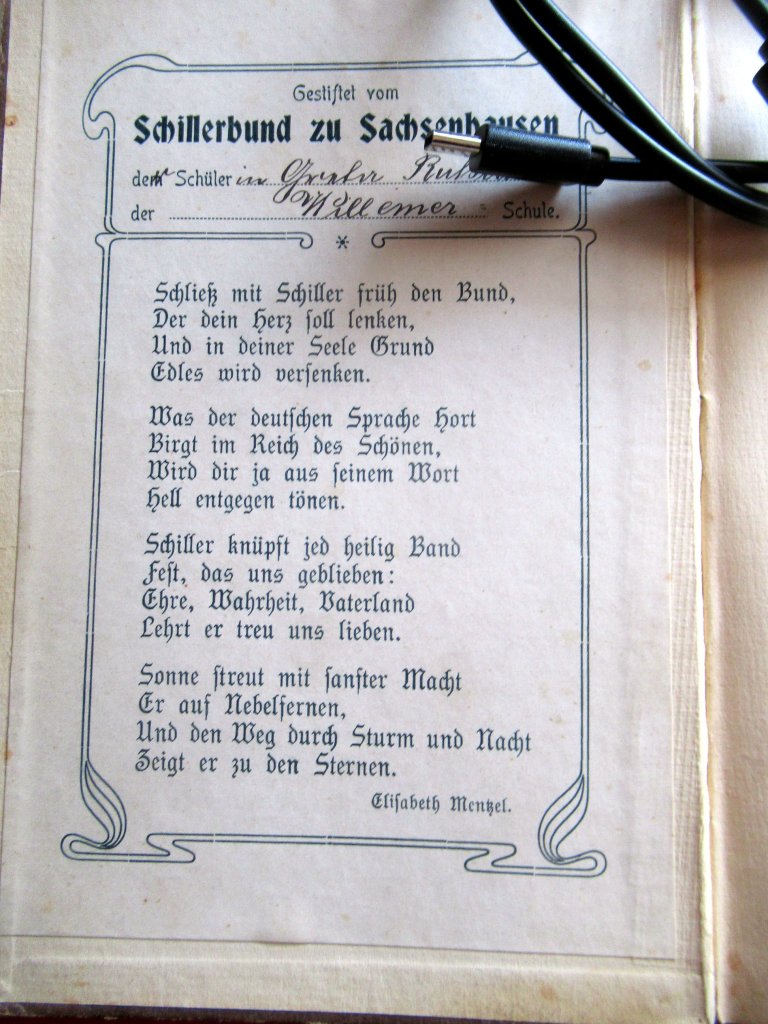 Gestiftet vom
Schillerbund zu Sachsenhausen
der Schülerin Greta
der Willemer - Schule.
Schließ mit Schiller früh den Bund,
Der dein Herz soll lenken,
Und in deiner Seele Grund
Edles wird versenken.
Was der deutschen Sprache Hort
Birgt im Reich des Schönen,
Wird dir ja aus seinem Wort
Hell entgegen tönen.
Schiller knüpft jed heilig Band
Fest, das uns geblieben:
Ehre, Wahrheit, Vaterland
Lehrt er treu uns lieben.
Sonne streut mit sanfter Macht
Er auf Nebelfernen,
Und den Weg durch Sturm und Nacht
Zeigt er zu den Sternen.
Elisabeth Mentzel.